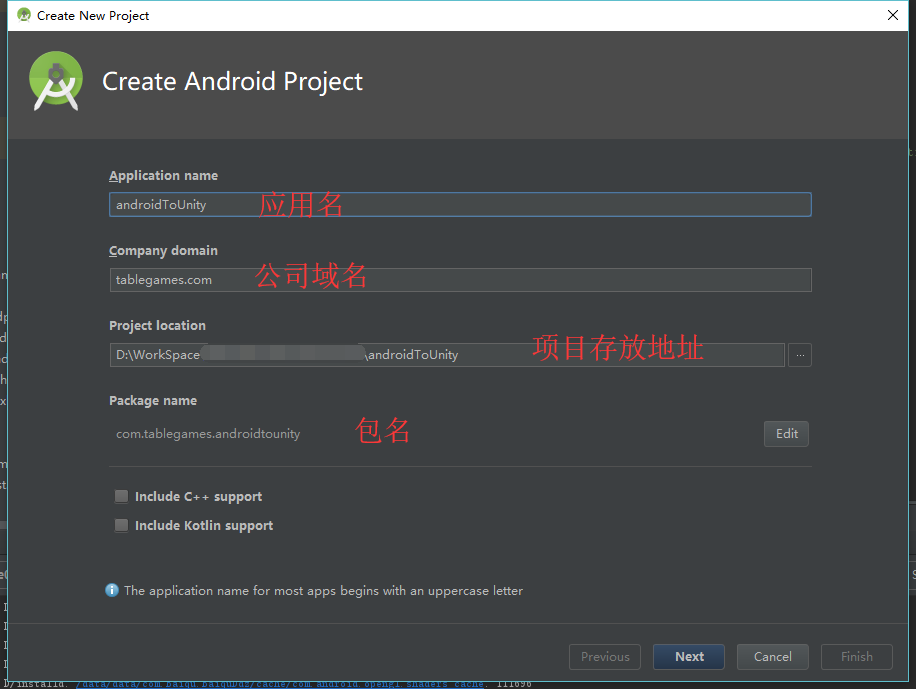 Create New Project
Create Android Project
Application name
androidToUnity 应用名
Company domain
tablegames.com 公司域名
Project location
D:\WorkSpace \androidToUnity 项目存放地址 ...
Package name
com.tablegames.androidtounity 包名 Edit
Include C++ support
Include Kotlin support
The application name for most apps begins with an uppercase letter
Previous Next Cancel Finish